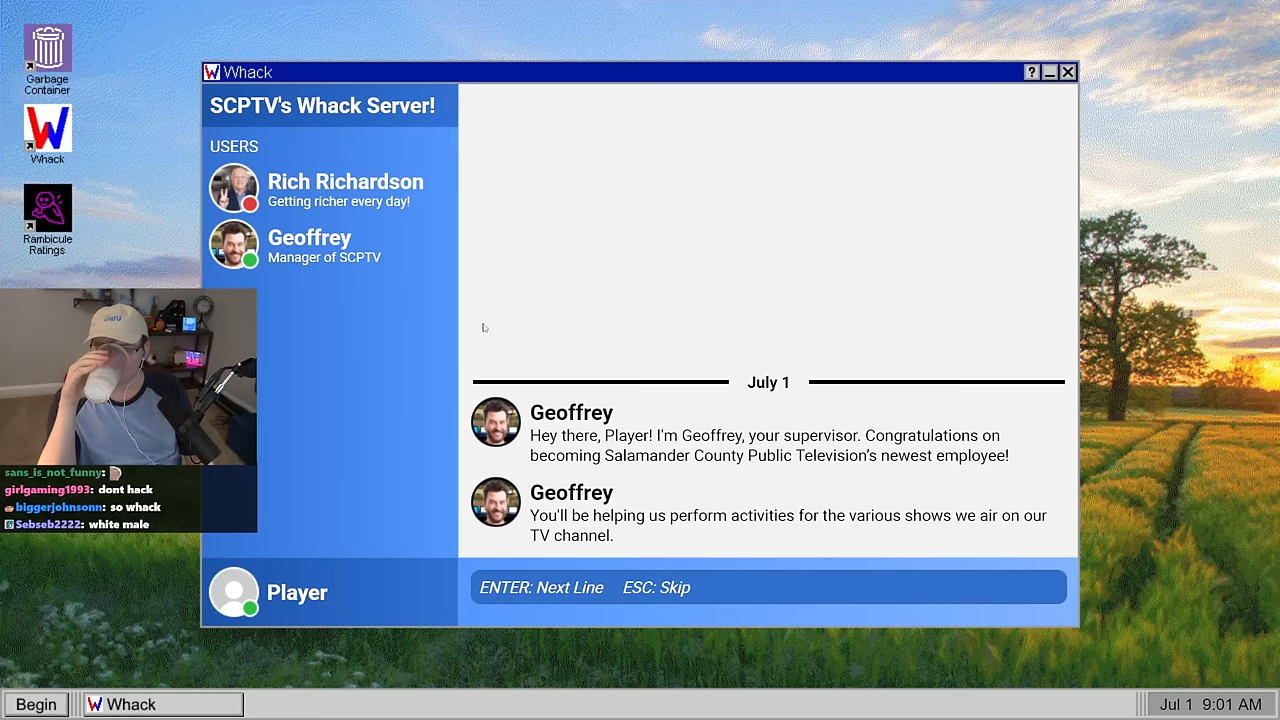 Garbage
Container
Whack
Rambicule
Ratings
Whack
SCPTV's Whack Server!
USERS
Rich Richardson
Getting richer every day!
Geoffrey
Manager of SCPTV
July 1
Geoffrey
Hey there, Player! I'm Geoffrey, your supervisor. Congratulations on
becoming Salamander County Public Television's newest employee!
Geoffrey
You'll be helping us perform activities for the various shows we air on our
TV channel.
Player
ENTER: Next Line ESC: Skip
sans_is_not_funny:
girlgaming1993: dont hack
biggerjohnsonn: so whack
Sebseb2222: white male
Begin
Whack
Jul 1 9:01 AM